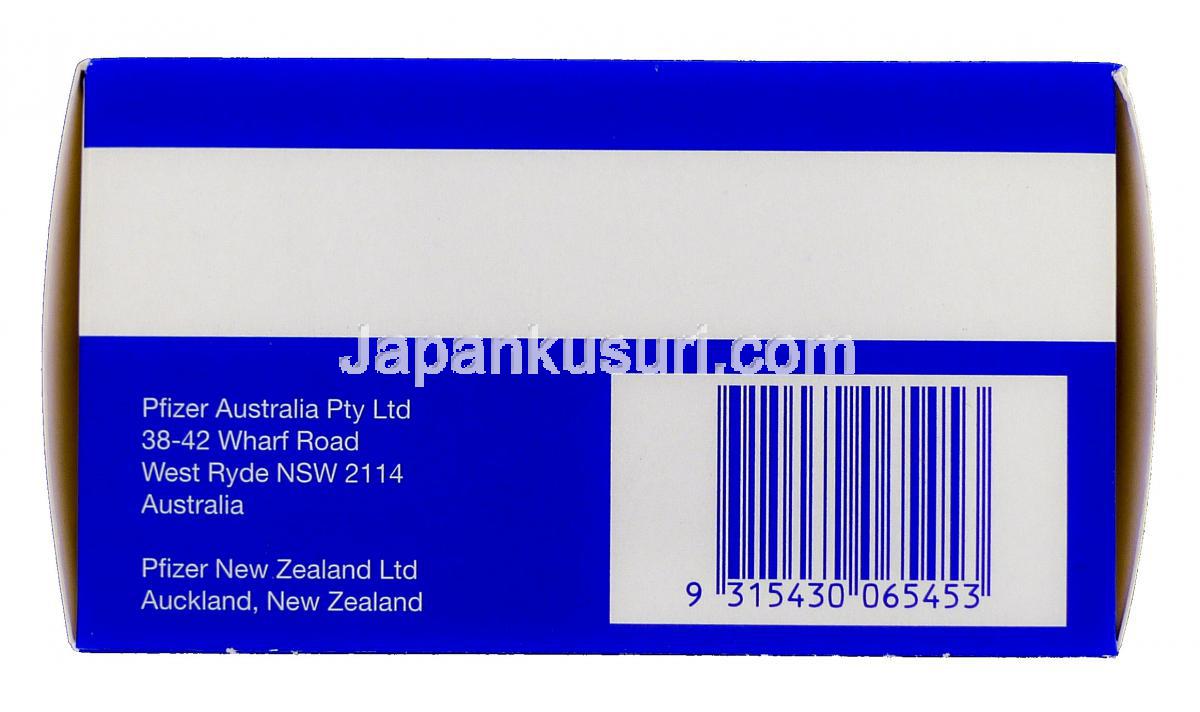 Japankusuri.com
Pfizer Australia Pty Ltd
38-42 Wharf Road
West Ryde NSW 2114
Australia
Pfizer New Zealand Ltd
Auckland, New Zealand
9 315430 065453